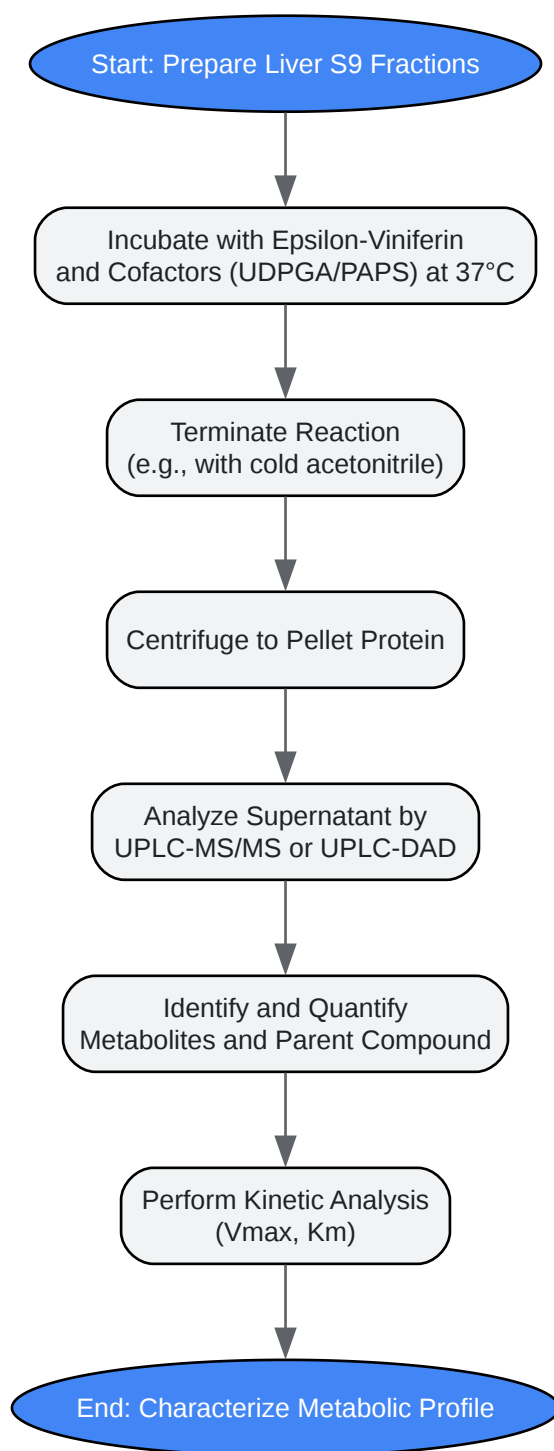 Start: Prepare Liver S9 Fractions
Incubate with Epsilon-Viniferin
and Cofactors (UDPGA/PAPS) at 37°C
Terminate Reaction
(e.g., with cold acetonitrile)
Centrifuge to Pellet Protein
Analyze Supernatant by
UPLC-MS/MS or UPLC-DAD
Identify and Quantify
Metabolites and Parent Compound
Perform Kinetic Analysis
(Vmax, Km)
End: Characterize Metabolic Profile